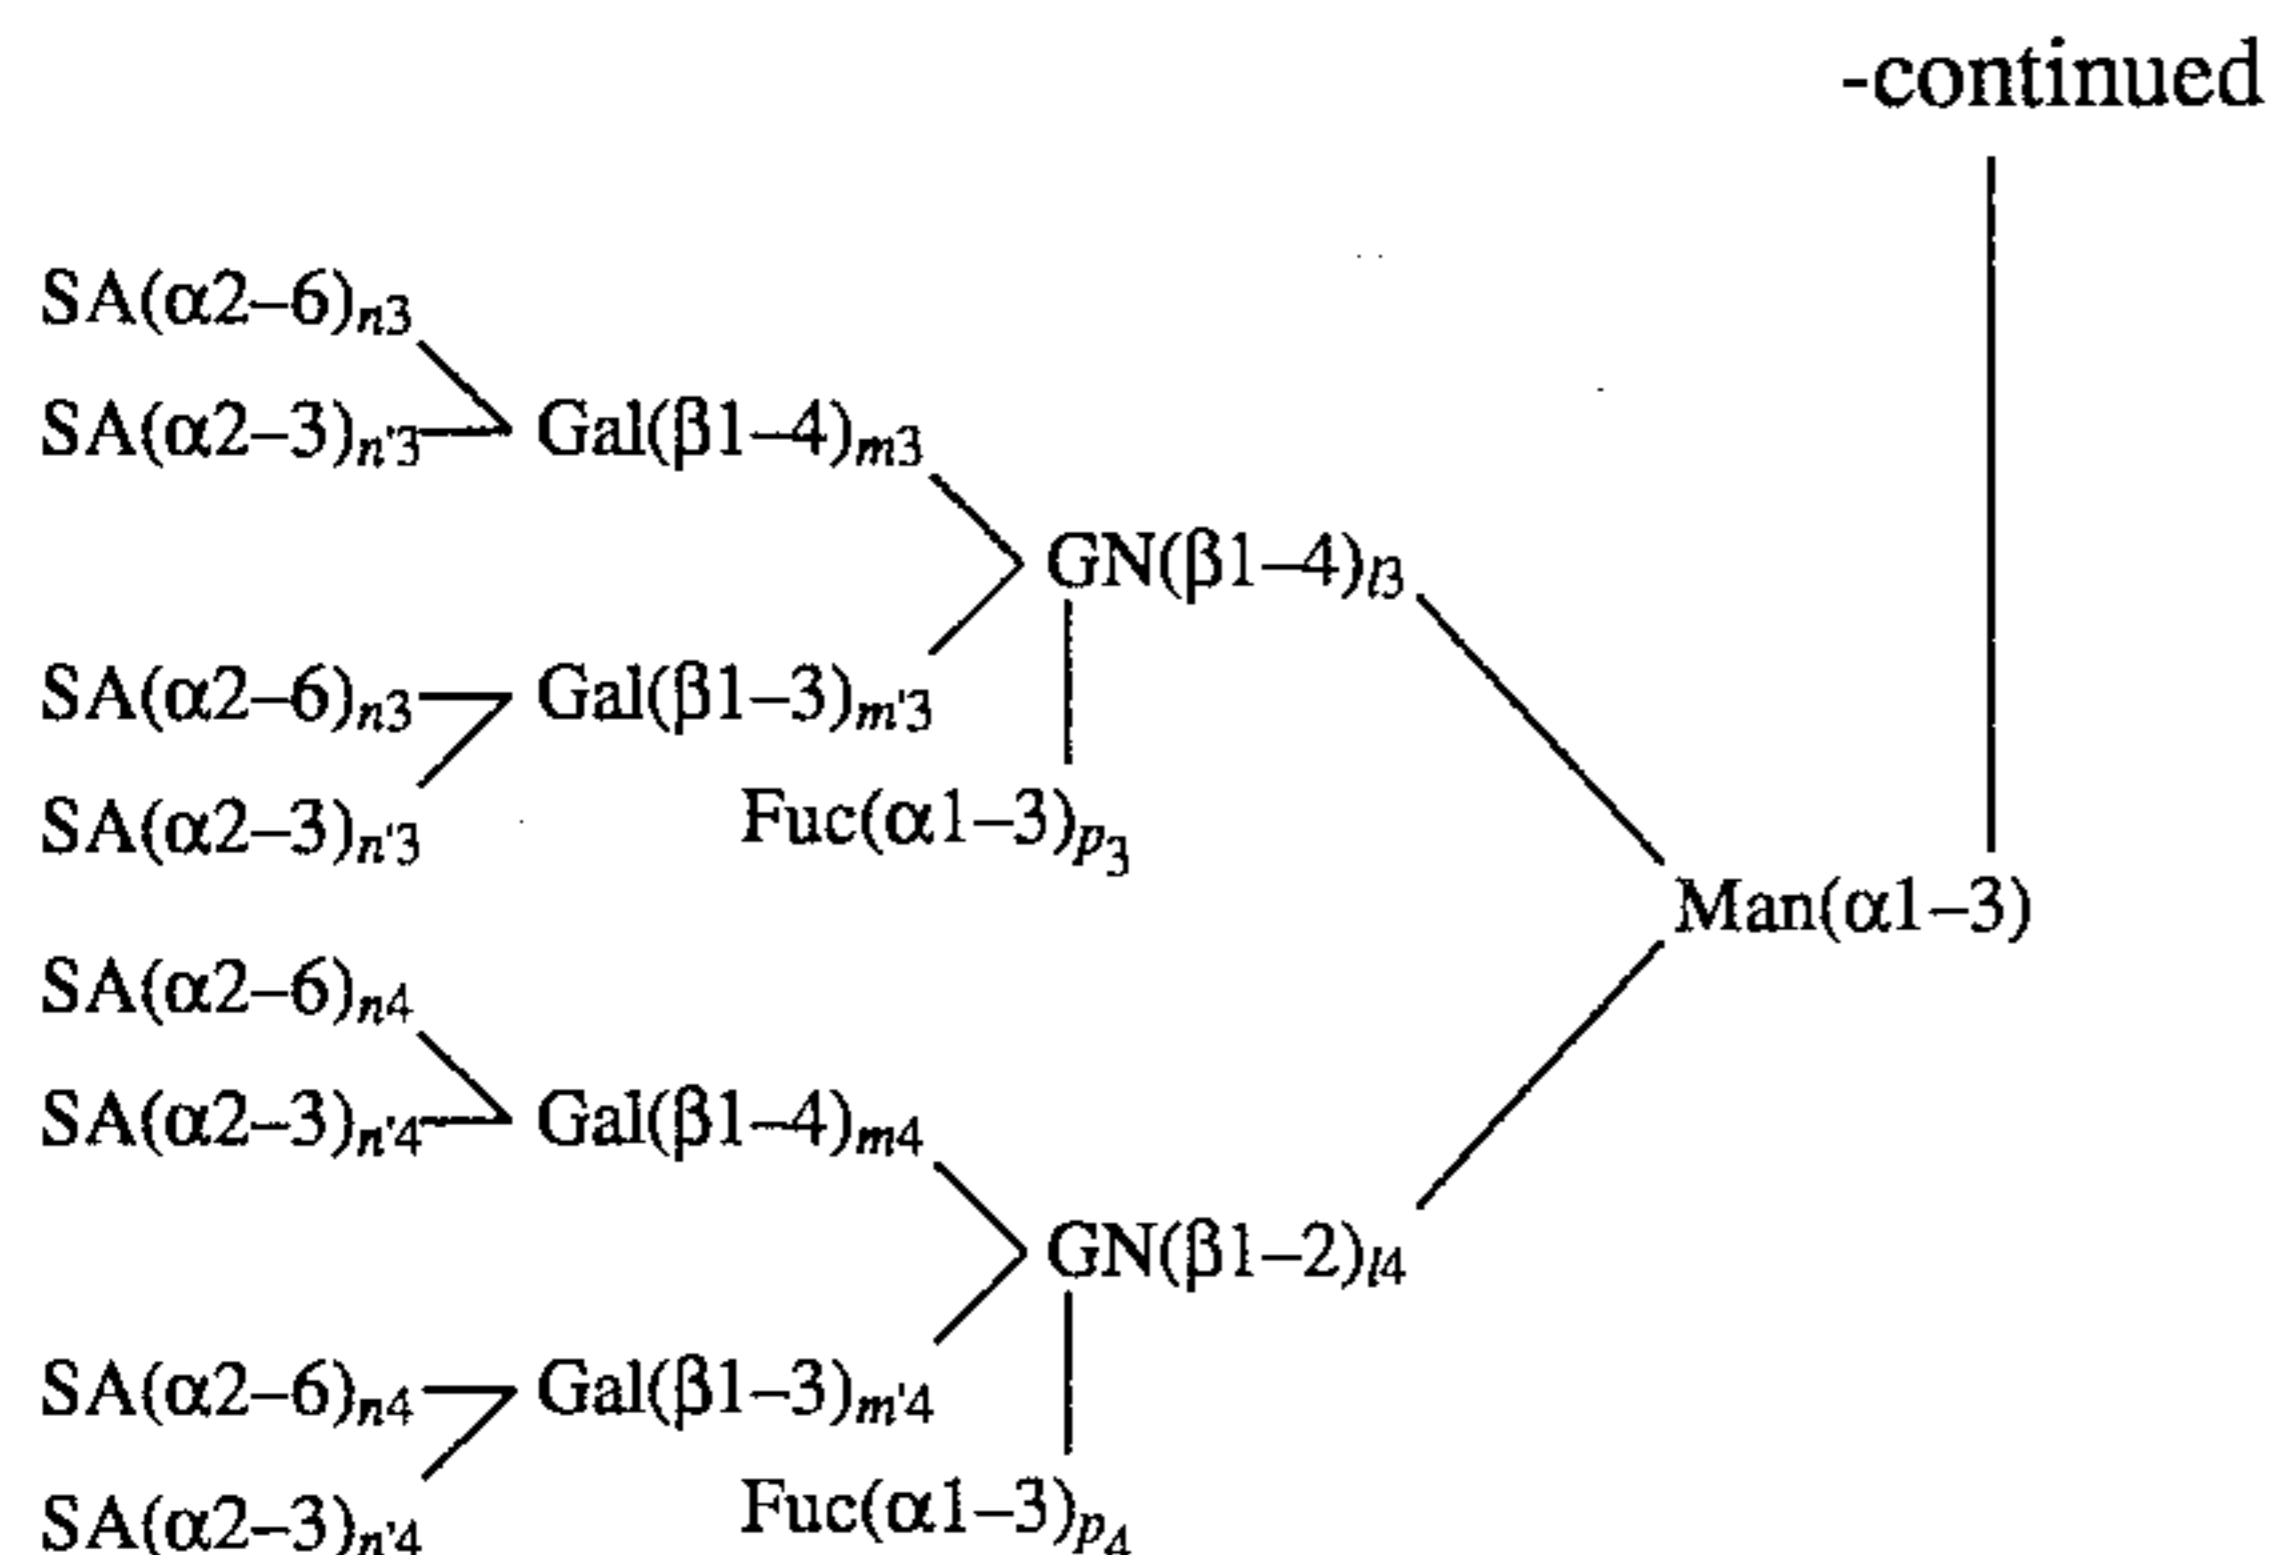 -continued
SA(α2–6)n3
SA(α2–3)n'3 Gal(β1–4)m3
GN(β1–4)l3
SA(α2–6)n3 Gal(β1–3)m'3
SA(α2–3)n'3 Fuc(α1–3)p3
Man(α1–3)
SA(α2–6)n4
SA(α2–3)n'4 Gal(β1–4)m4
GN(β1–2)l4
SA(α2–6)n4 Gal(β1–3)m'4
SA(α2–3)n'4 Fuc(α1–3)p4